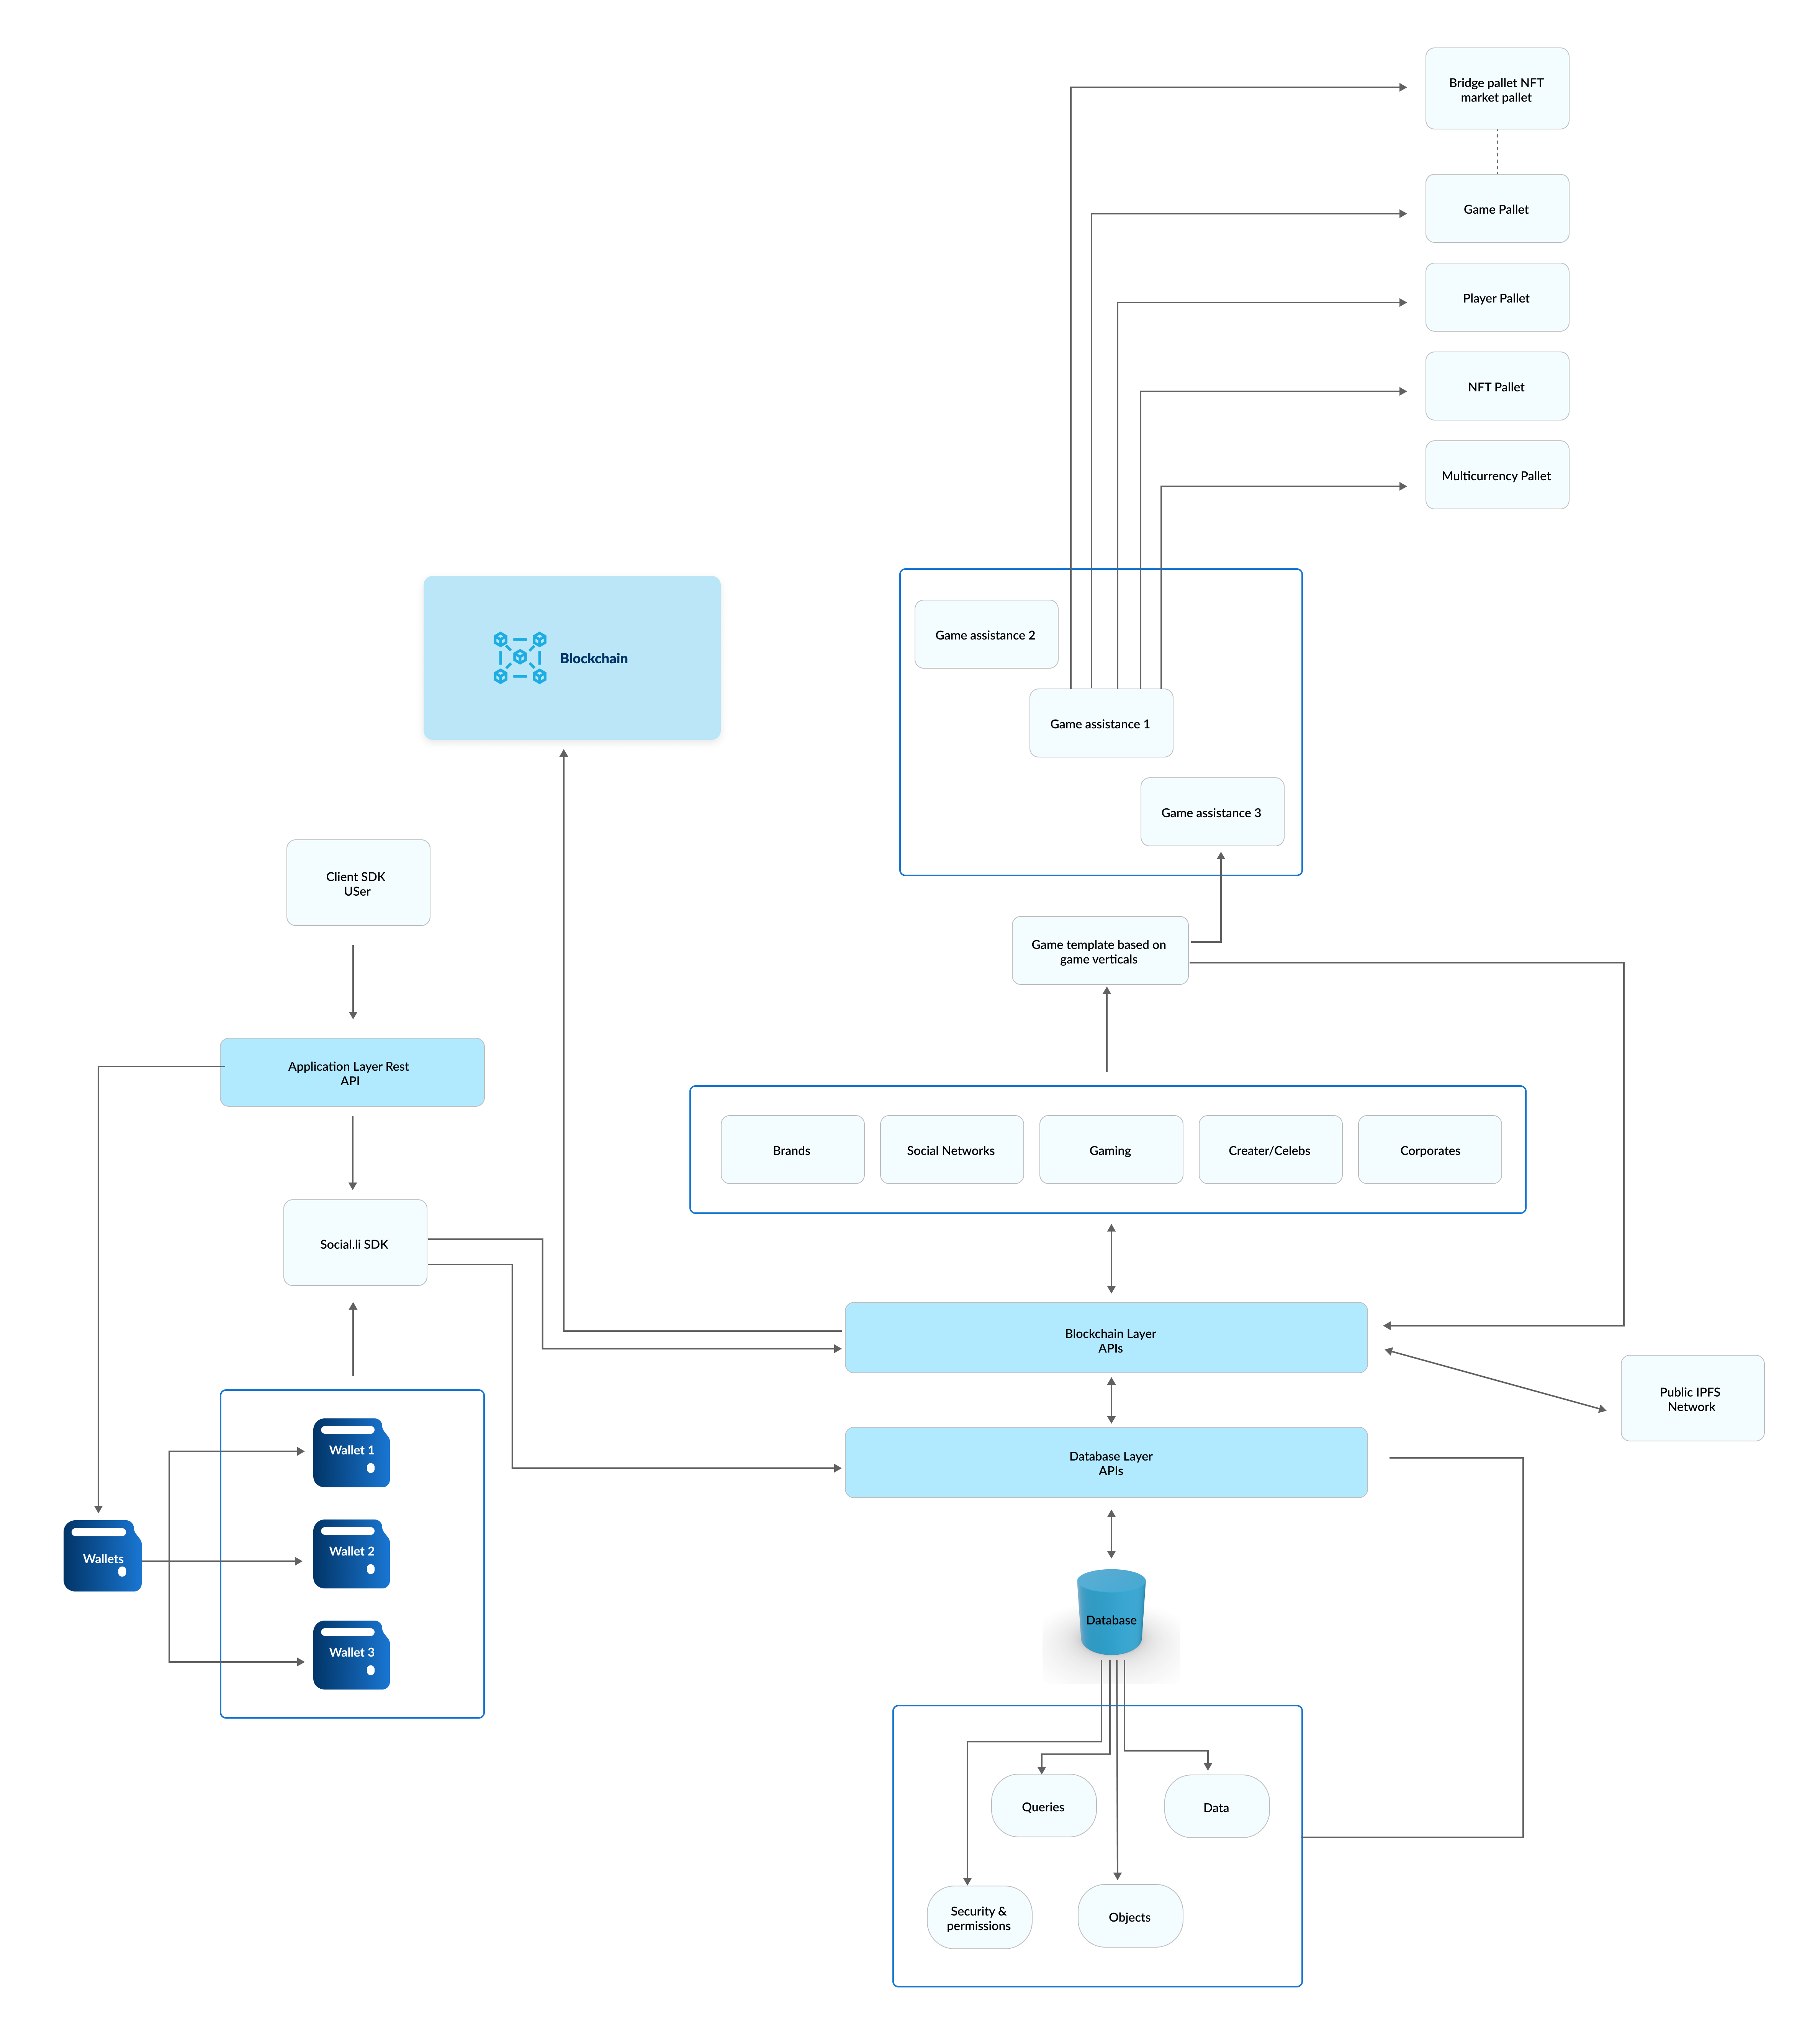 Bridge pallet NFT
market pallet
Game Pallet
Player Pallet
NFT Pallet
Multicurrency Pallet
Game assistance 2
Blockchain
Game assistance 1
Game assistance 3
Client SDK
USer
Game template based on
game verticals
Application Layer Rest
API
Brands
Social Networks
Gaming
Creater/Celebs
Corporates
Social.li SDK
Blockchain Layer
APIs
Public IPFS
Network
Wallet 1
Database Layer
APIs
Wallets
Wallet 2
Database
Wallet 3
Queries
Data
Security &
permissions
Objects